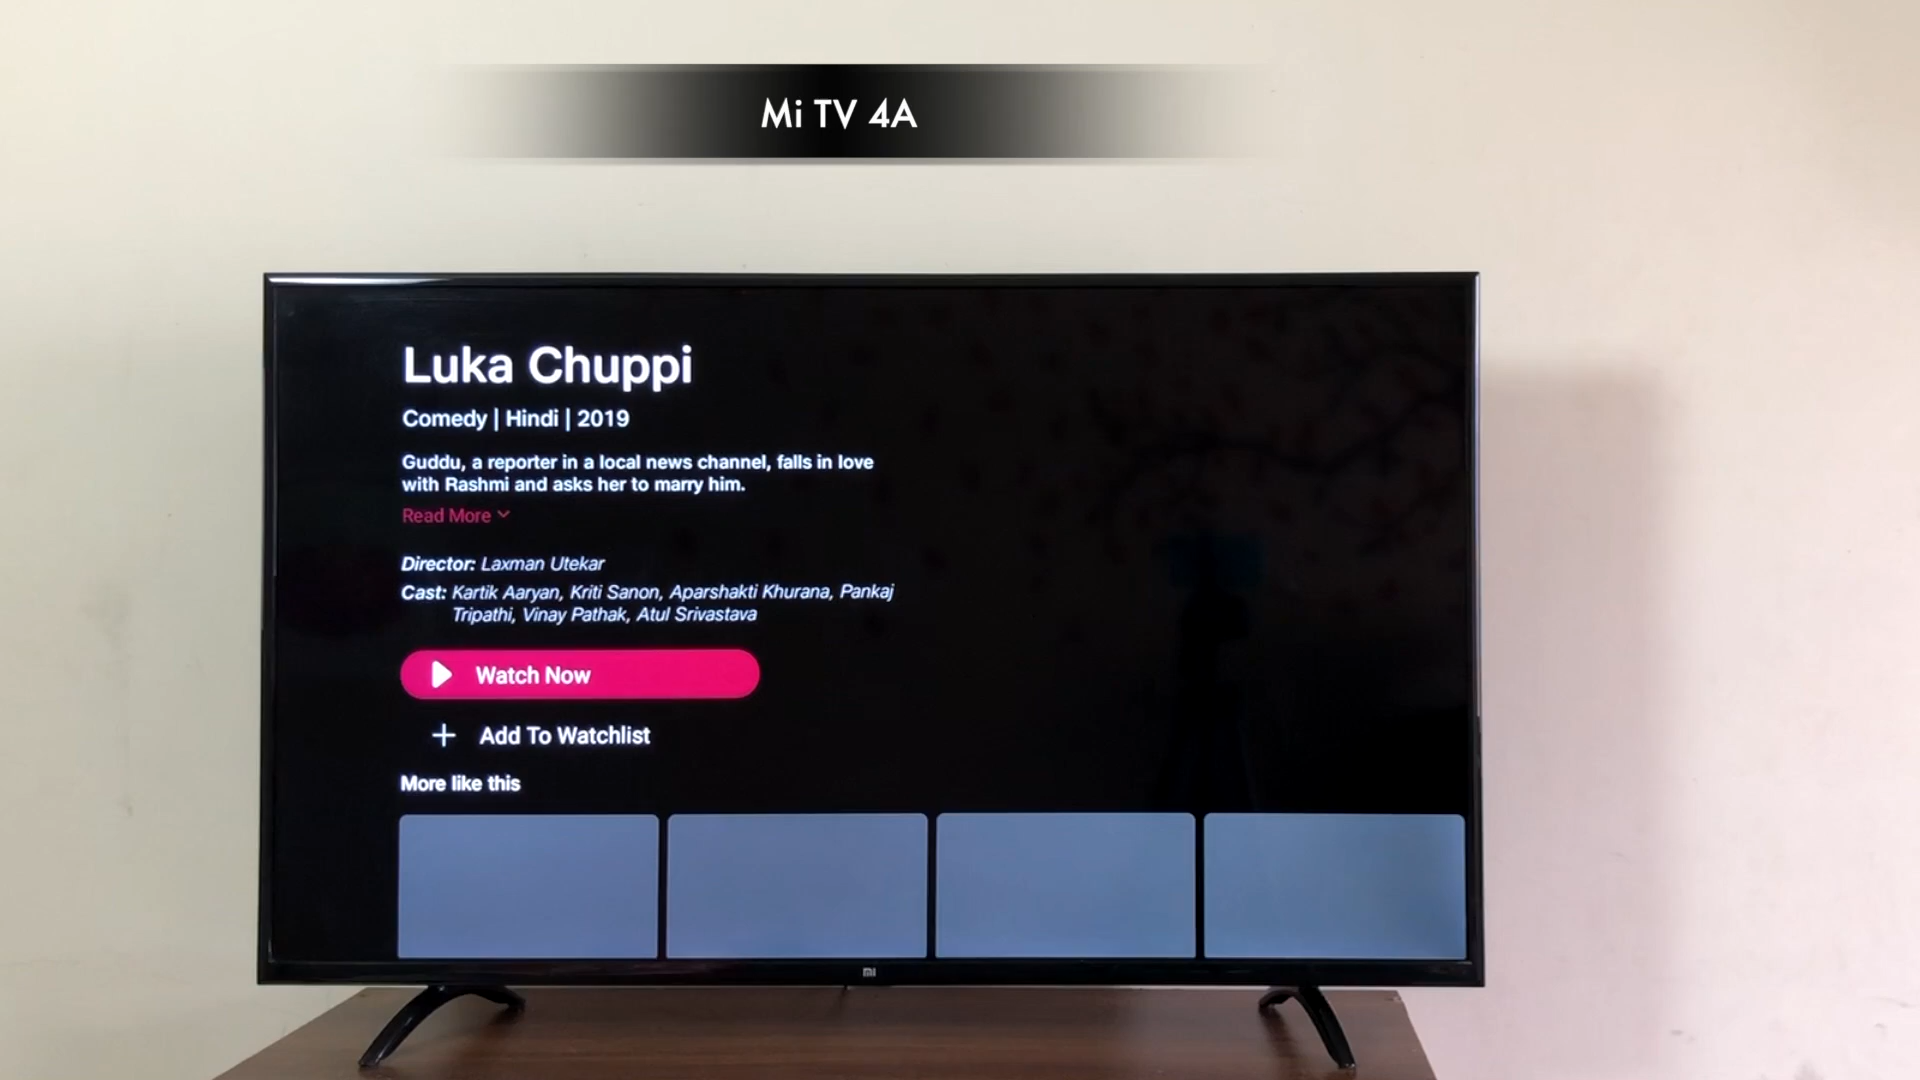 Mi TV 4A
Luka Chuppi
Comedy | Hindi | 2019
Guddu, a reporter in a local news channel, falls in love
with Rashmi and asks her to marry him.
Read More
Director: Laxman Utekar
Cast: Kartik Aaryan, Kriti Sanon, Aparshakti Khurana, Pankaj
Tripathi, Vinay Pathak, Atul Srivastava
Watch Now
Add To Watchlist
More like this
mi